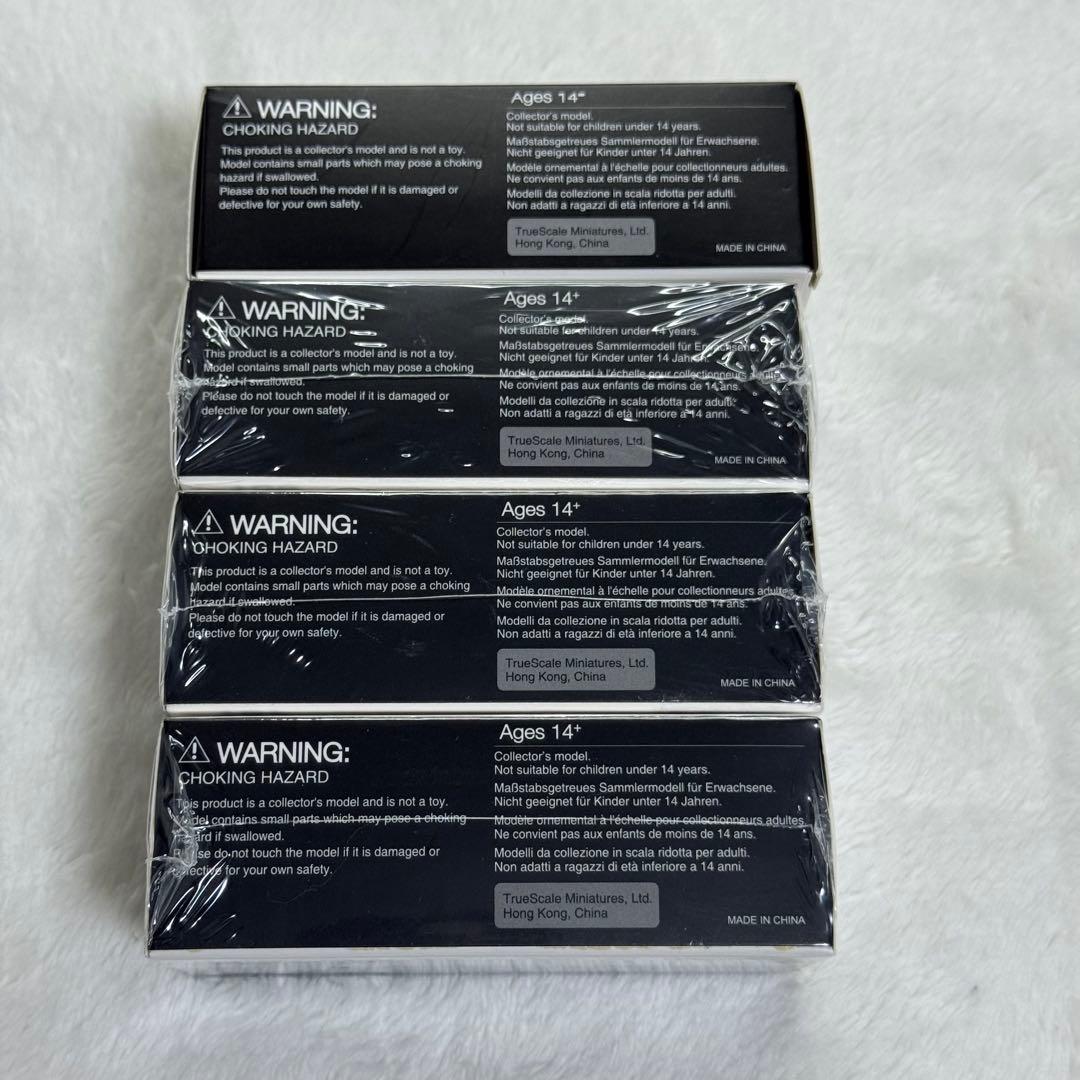 WARNING:
CHOKING HAZARD
This product is a collector's model and is not a toy.
Model contains small parts which may pose a choking
hazard if swallowed.
Please do not touch the model if it is damaged or
defective for your own safety.
Ages 14+
Collector's model.
Not suitable for children under 14 years.
Maßstabsgetreues Sammlermodell für Erwachsene.
Nicht geeignet für Kinder unter 14 Jahren.
Modèle ornemental à l'échelle pour collectionneurs adultes.
Ne convient pas aux enfants de moins de 14 ans.
Modelli da collezione in scala ridotta per adulti.
Non adatti a ragazzi di età inferiore a 14 anni.
TrueScale Miniatures, Ltd.
Hong Kong, China
MADE IN CHINA
WARNING:
CHOKING HAZARD
This product is a collector's model and is not a toy.
Model contains small parts which may pose a choking
hazard if swallowed.
Please do not touch the model if it is damaged or
defective for your own safety.
Ages 14+
Collector's model.
Not suitable for children under 14 years.
Maßstabsgetreues Sammlermodell für Erwachsene.
Nicht geeignet für Kinder unter 14 Jahren.
Modèle ornemental à l'échelle pour collectionneurs adultes.
Ne convient pas aux enfants de moins de 14 ans.
Modelli da collezione in scala ridotta per adulti.
Non adatti a ragazzi di età inferiore a 14 anni.
TrueScale Miniatures, Ltd.
Hong Kong, China
MADE IN CHINA
WARNING:
CHOKING HAZARD
This product is a collector's model and is not a toy.
Model contains small parts which may pose a choking
hazard if swallowed.
Please do not touch the model if it is damaged or
defective for your own safety.
Ages 14+
Collector's model.
Not suitable for children under 14 years.
Maßstabsgetreues Sammlermodell für Erwachsene.
Nicht geeignet für Kinder unter 14 Jahren.
Modèle ornemental à l'échelle pour collectionneurs adultes.
Ne convient pas aux enfants de moins de 14 ans.
Modelli da collezione in scala ridotta per adulti.
Non adatti a ragazzi di età inferiore a 14 anni.
TrueScale Miniatures, Ltd.
Hong Kong, China
MADE IN CHINA
WARNING:
CHOKING HAZARD
This product is a collector's model and is not a toy.
Model contains small parts which may pose a choking
hazard if swallowed.
Please do not touch the model if it is damaged or
defective for your own safety.
Ages 14+
Collector's model.
Not suitable for children under 14 years.
Maßstabsgetreues Sammlermodell für Erwachsene.
Nicht geeignet für Kinder unter 14 Jahren.
Modèle ornemental à l'échelle pour collectionneurs adultes
Ne convient pas aux enfants de moins de 14 ans.
Modelli da collezione in scala ridotta per adulti.
Non adatti a ragazzi di età inferiore a 14 anni.
TrueScale Miniatures, Ltd.
Hong Kong, China
MADE IN CHINA